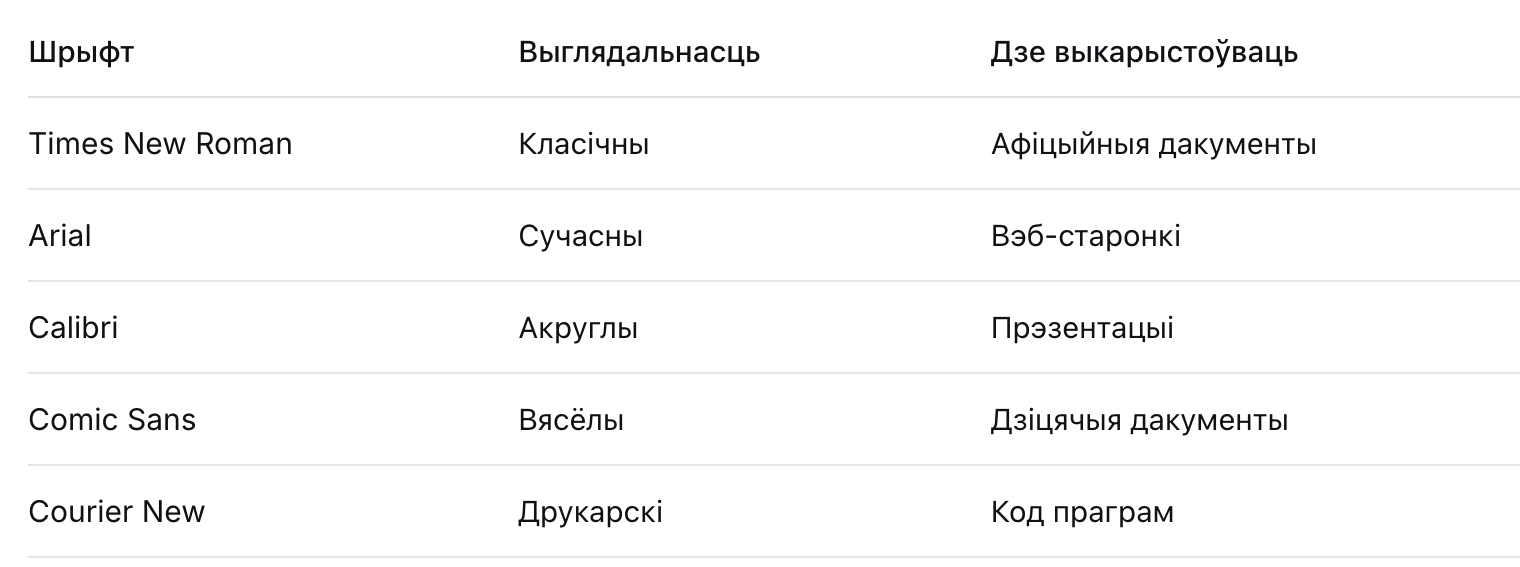 Шрыфт Выглядальнасць Дзе выкарыстоўваць
Times New Roman Класічны Афіцыйныя дакументы
Arial Сучасны Вэб-старонкі
Calibri Акруглы Прэзентацыі
Comic Sans Вясёлы Дзіцячыя дакументы
Courier New Друкарскі Код праграм